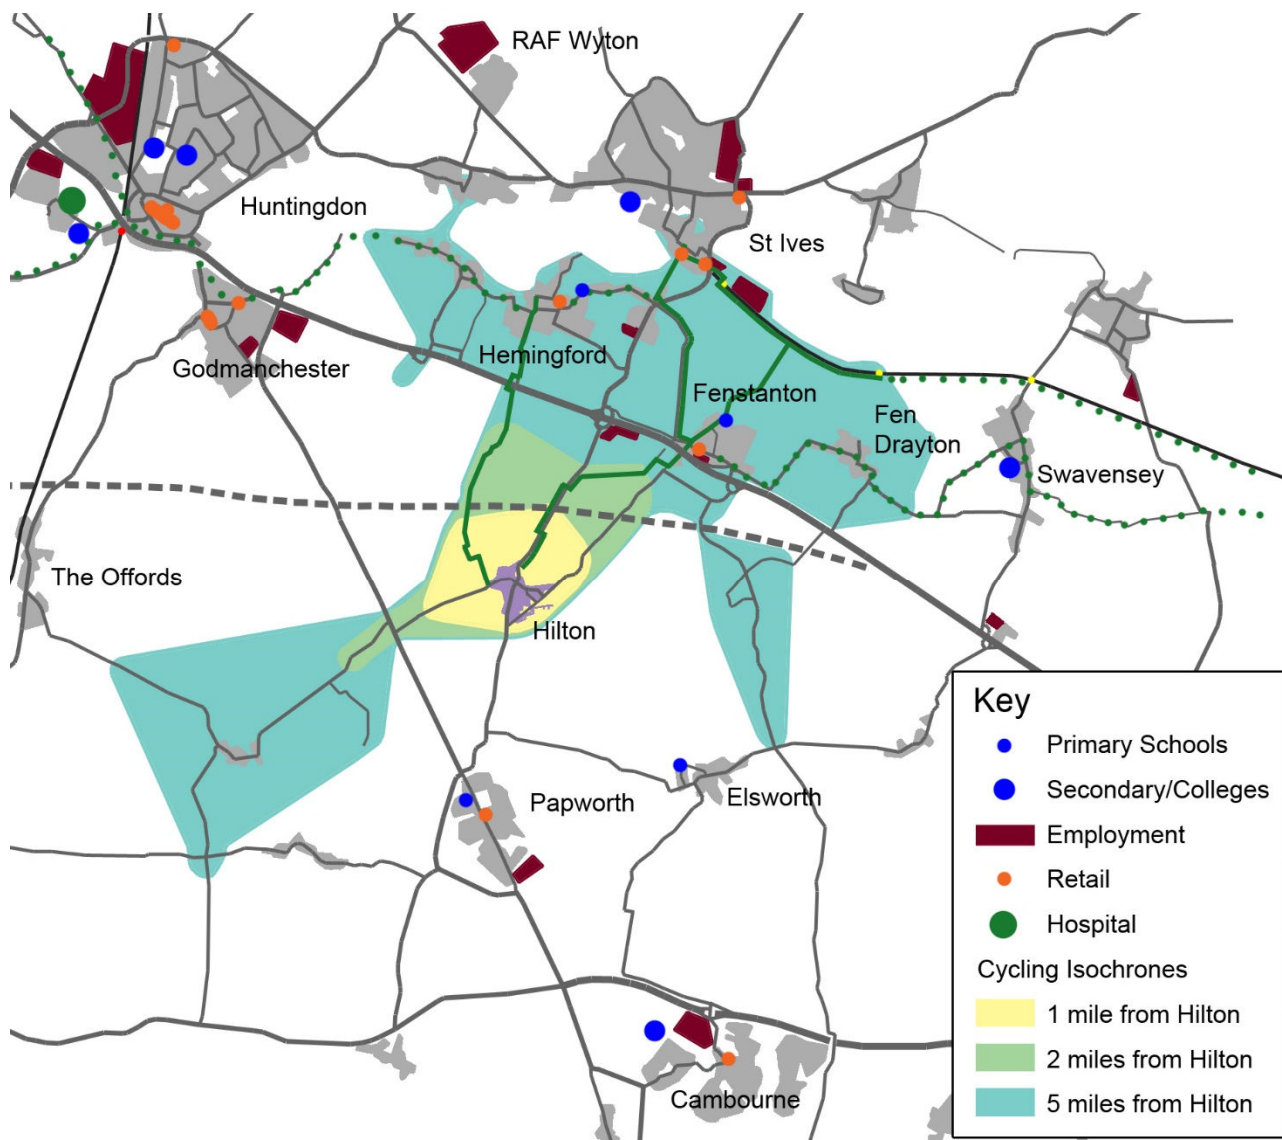 RAF Wyton
Huntingdon
St Ives
Hemingford
Godmanchester
Fenstanton
Fen
Drayton
Swavensey
The Offords
Hilton
Papworth
Elsworth
Cambourne
Key
Primary Schools
Secondary/Colleges
Employment
Retail
Hospital
Cycling Isochrones
1 mile from Hilton
2 miles from Hilton
5 miles from Hilton